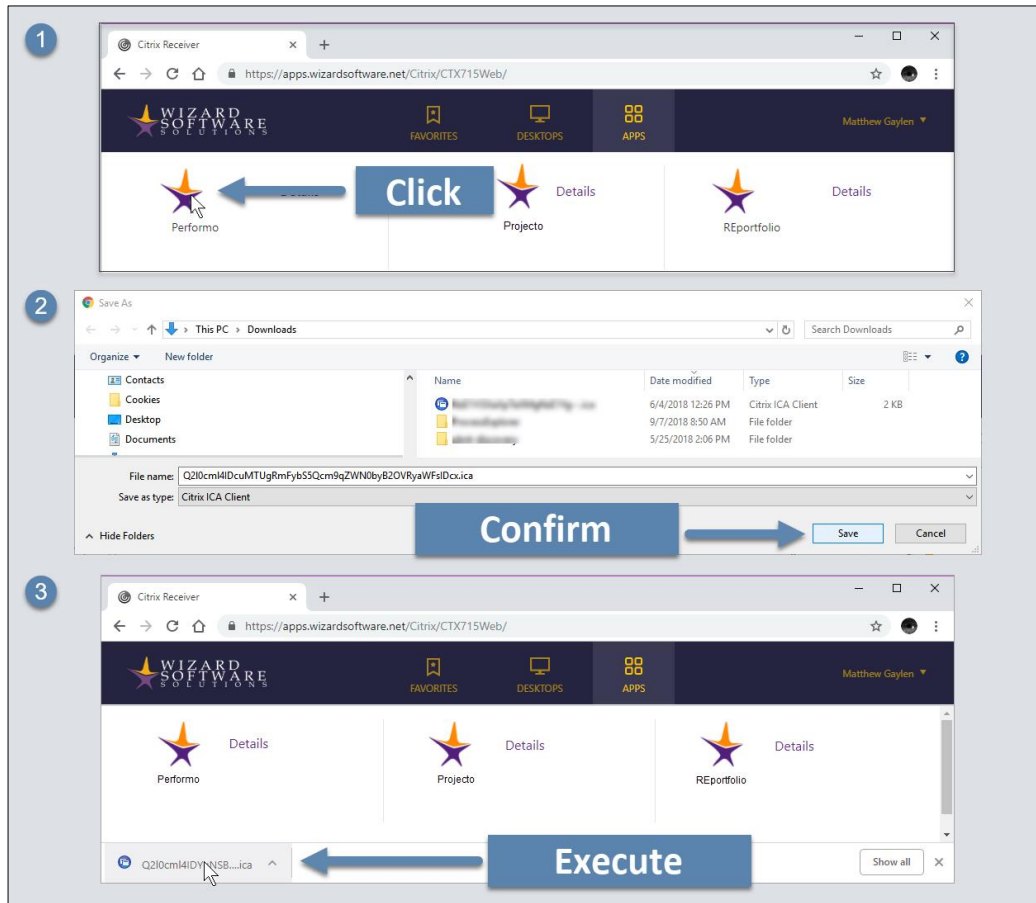 1
Citrix Receiver
https://apps.wizardsoftware.net/Citrix/CTX715Web/
WIZARD
SOFTWARE
SOLUTIONS
FAVORITES
DESKTOPS
APPS
Matthew Gaylen
Click
Details
Details
Performo
Projecto
REportfolio
2
Save As
This PC > Downloads
Search Downloads
Organize
New folder
Contacts
Cookies
Desktop
Documents
Name Date modified Type Size
6/4/2018 12:26 PM Citrix ICA Client 2 KB
9/7/2018 8:50 AM File folder
5/25/2018 2:06 PM File folder
File name:
Save as type: Citrix ICA Client
Hide Folders
Confirm
Save
Cancel
3
Citrix Receiver
https://apps.wizardsoftware.net/Citrix/CTX715Web/
WIZARD
SOFTWARE
SOLUTIONS
FAVORITES
DESKTOPS
APPS
Matthew Gaylen
Details
Details
Details
Performo
Projecto
REportfolio
Execute
Show all